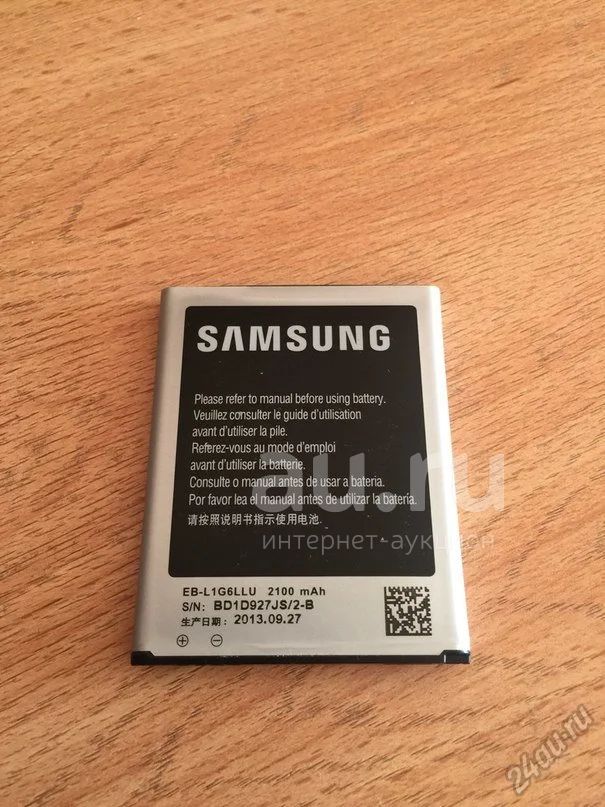 SAMSUNG
Please refer to manual before using battery.
Veuillez consulter le guide d'utilisation
avant d'utiliser la pile.
Referez-vous au mode d'emploi
avant d'utiliser la batterie.
Consulte o manual antes de usar a bateria.
Por favor lea el manual antes de utilizar la bateria.
请按照说明书指示使用电池.
au.ru
интернет-аукцион
EB-L1G6LLU 2100 mAh
S/N: BD1D927JS/2-B
生产日期: 2013.09.27
24au.ru